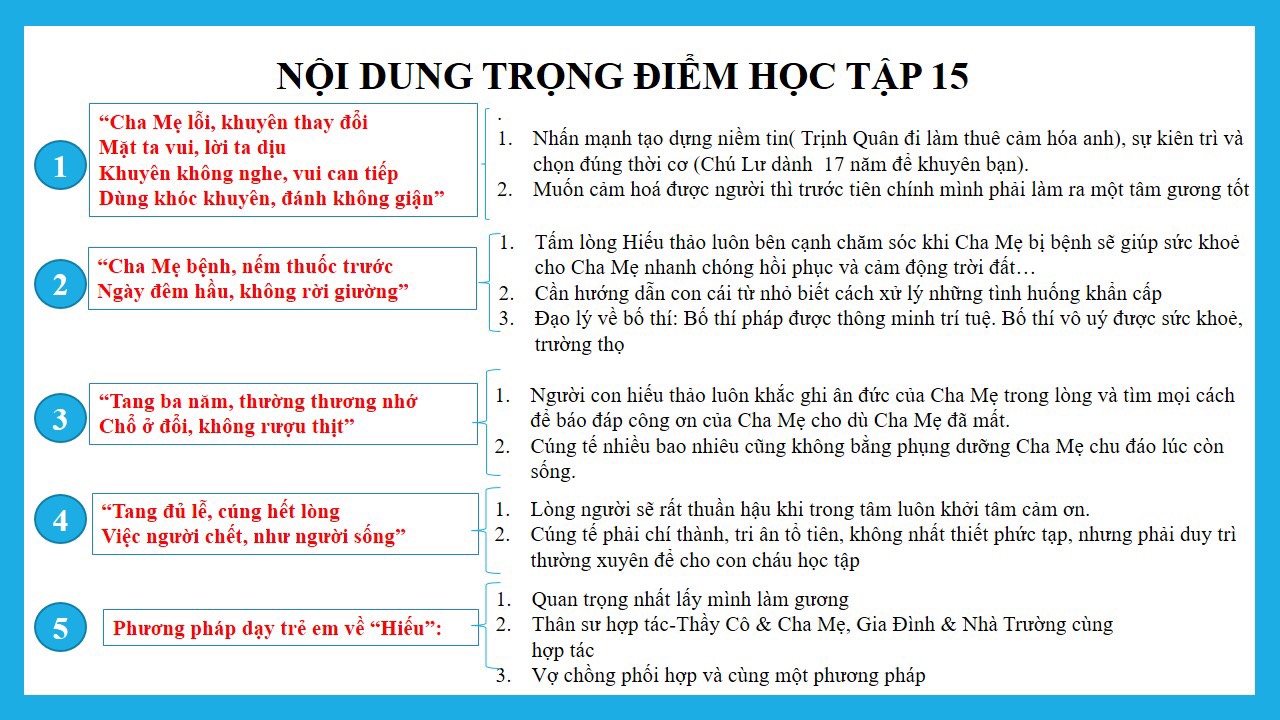 NỘI DUNG TRỌNG ĐIỂM HỌC TẬP 15
1
“Cha Mẹ lỗi, khuyên thay đổi
Mặt ta vui, lời ta dịu
Khuyên không nghe, vui can tiếp
Dùng khóc khuyên, đánh không giận”
.
1. Nhấn mạnh tạo dựng niềm tin( Trịnh Quân đi làm thuê cảm hóa anh), sự kiên trì và
chọn đúng thời cơ (Chú Lư dành 17 năm để khuyên bạn).
2. Muốn cảm hoá được người thì trước tiên chính mình phải làm ra một tâm gương tốt
2
“Cha Mẹ bệnh, nếm thuốc trước
Ngày đêm hầu, không rời giường”
1. Tấm lòng Hiếu thảo luôn bên cạnh chăm sóc khi Cha Mẹ bị bệnh sẽ giúp sức khoẻ
cho Cha Mẹ nhanh chóng hồi phục và cảm động trời đất…
2. Cần hướng dẫn con cái từ nhỏ biết cách xử lý những tình huống khẩn cấp
3. Đạo lý về bố thí: Bố thí pháp được thông minh trí tuệ. Bố thí vô uý được sức khoẻ,
trường thọ
3
“Tang ba năm, thường thương nhớ
Chổ ở đổi, không rượu thịt”
1. Người con hiếu thảo luôn khắc ghi ân đức của Cha Mẹ trong lòng và tìm mọi cách
để báo đáp công ơn của Cha Mẹ cho dù Cha Mẹ đã mất.
2. Cúng tế nhiều bao nhiêu cũng không bằng phụng dưỡng Cha Mẹ chu đáo lúc còn
sống.
4
“Tang đủ lễ, cúng hết lòng
Việc người chết, như người sống”
1. Lòng người sẽ rất thuần hậu khi trong tâm luôn khởi tâm cảm ơn.
2. Cúng tế phải chí thành, tri ân tổ tiên, không nhất thiết phức tạp, nhưng phải duy trì
thường xuyên để cho con cháu học tập
5
Phương pháp dạy trẻ em về “Hiếu”:
1. Quan trọng nhất lấy mình làm gương
2. Thân sư hợp tác-Thầy Cô & Cha Mẹ, Gia Đình & Nhà Trường cùng
hợp tác
3. Vợ chồng phối hợp và cùng một phương pháp